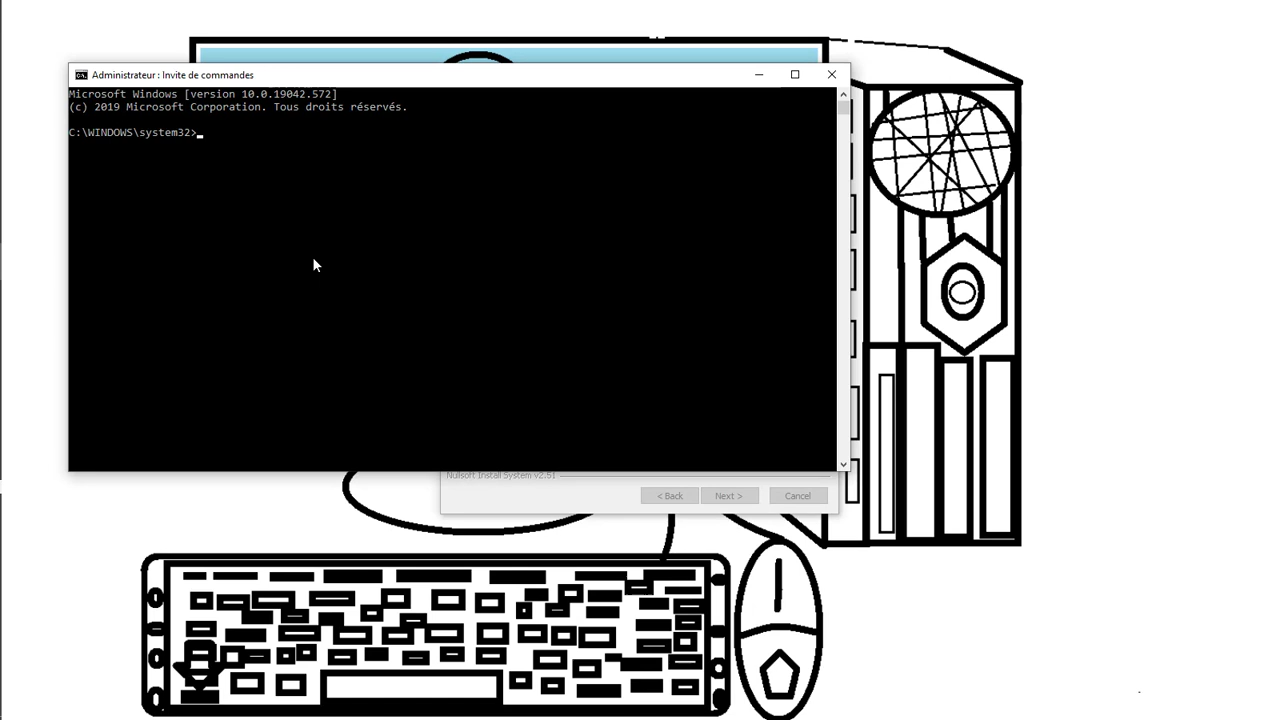 Administrateur : Invite de commandes
Microsoft Windows [version 10.0.19042.572]
(c) 2019 Microsoft Corporation. Tous droits réservés.
C:\WINDOWS\system32>
Nullsoft Install System v2.51
< Back
Next >
Cancel